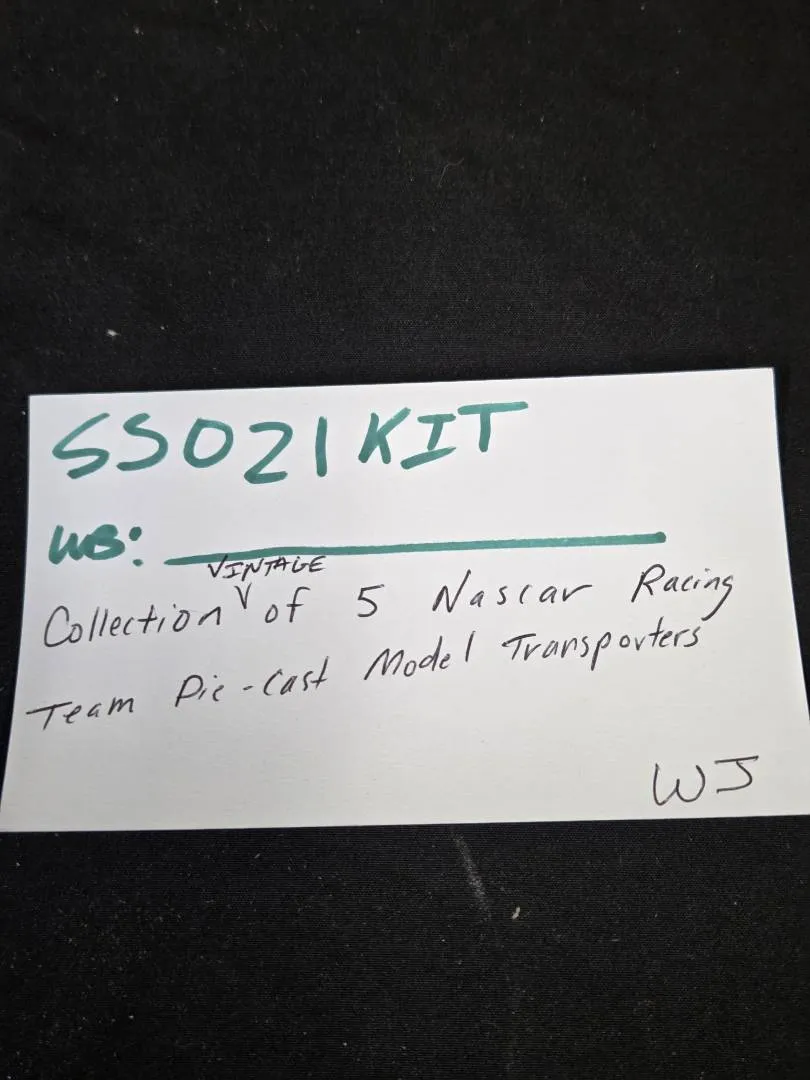 SS021KIT
WB:
VINTAGE
Collection of 5 Nascar Racing
Team Die-cast Model Transporters
WJ